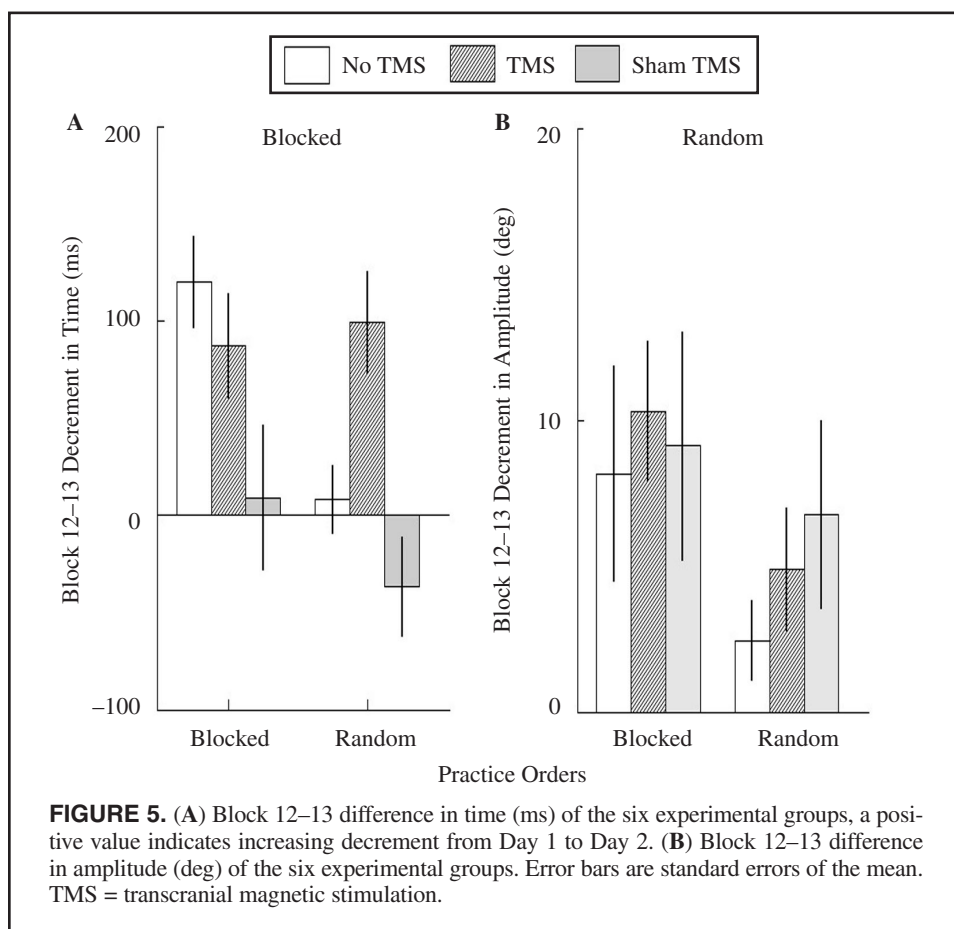 No TMS TMS Sham TMS
A
Blocked
200
100
0
–100
Block 12–13 Decrement in Time (ms)
Blocked Random
B
Random
20
10
0
Block 12–13 Decrement in Amplitude (deg)
Blocked Random
Practice Orders
FIGURE 5. (A) Block 12–13 difference in time (ms) of the six experimental groups, a posi-
tive value indicates increasing decrement from Day 1 to Day 2. (B) Block 12–13 difference
in amplitude (deg) of the six experimental groups. Error bars are standard errors of the mean.
TMS = transcranial magnetic stimulation.